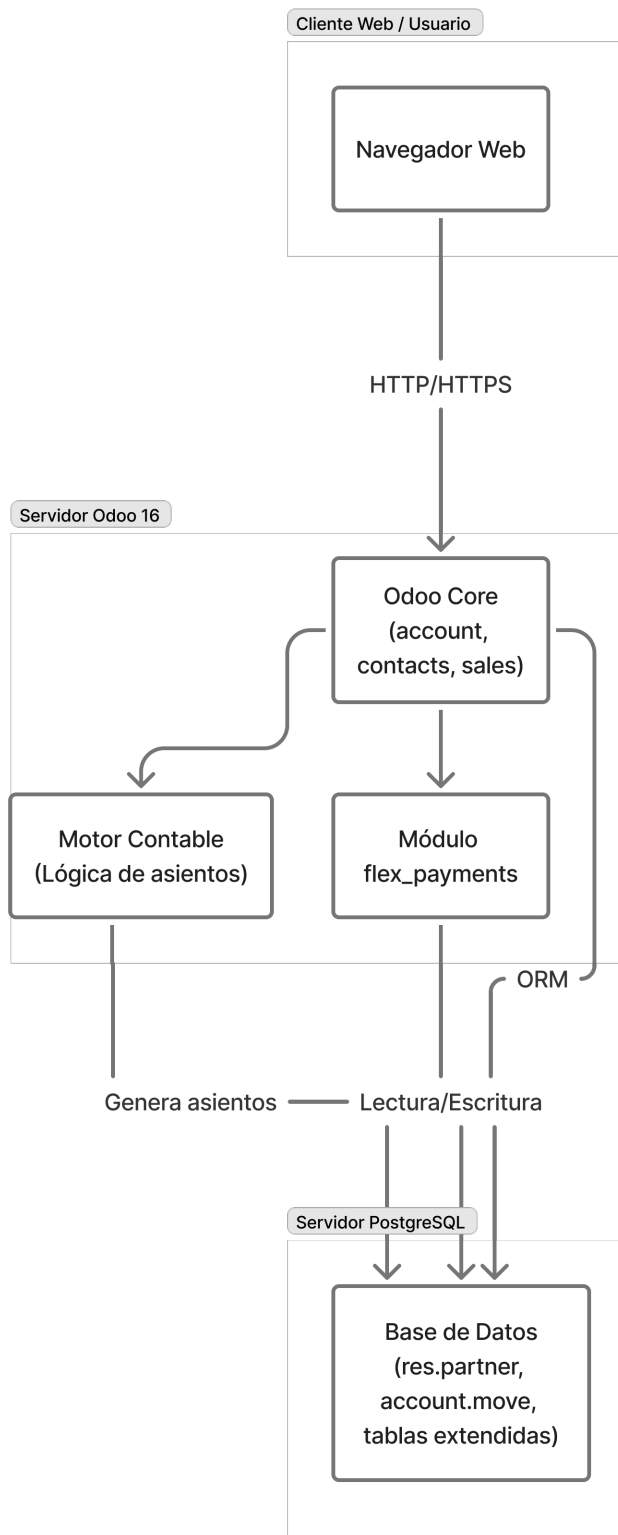 Cliente Web / Usuario
Navegador Web
HTTP/HTTPS
Servidor Odoo 16
Odoo Core
(account,
contacts, sales)
Motor Contable
(Lógica de asientos)
Módulo
flex_payments
ORM
Genera asientos
Lectura/Escritura
Servidor PostgreSQL
Base de Datos
(res.partner,
account.move,
tablas extendidas)